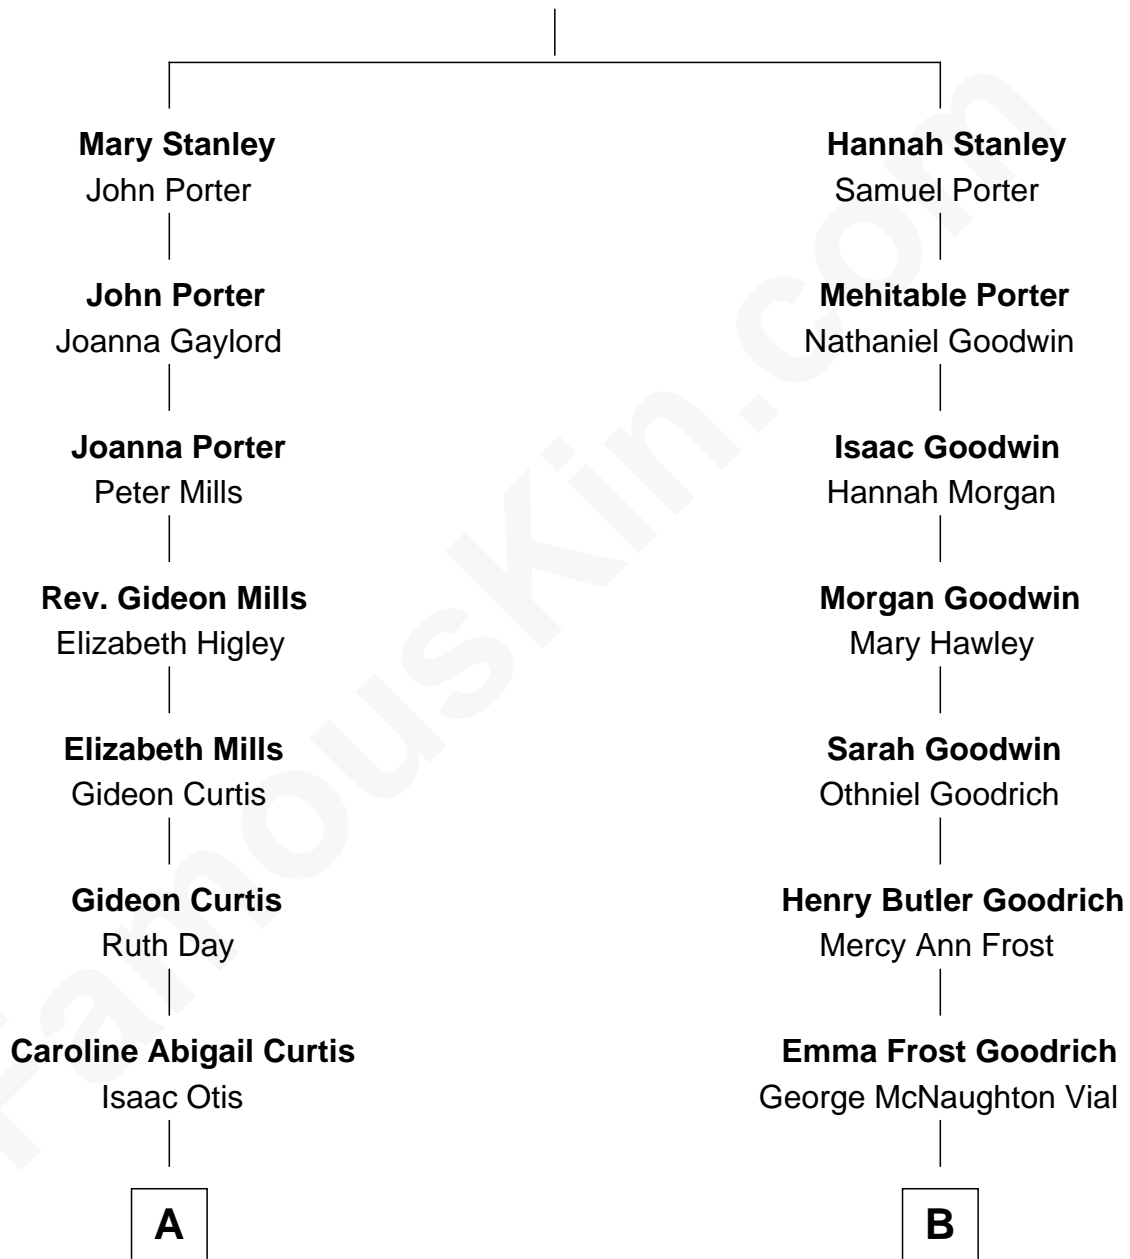 Mary Stanley
John Porter
John Porter
Joanna Gaylord
Joanna Porter
Peter Mills
Rev. Gideon Mills
Elizabeth Higley
Elizabeth Mills
Gideon Curtis
Gideon Curtis
Ruth Day
Caroline Abigail Curtis
Isaac Otis
A
Hannah Stanley
Samuel Porter
Mehitable Porter
Nathaniel Goodwin
Isaac Goodwin
Hannah Morgan
Morgan Goodwin
Mary Hawley
Sarah Goodwin
Othniel Goodrich
Henry Butler Goodrich
Mercy Ann Frost
Emma Frost Goodrich
George McNaughton Vial
B
FamousKin.com